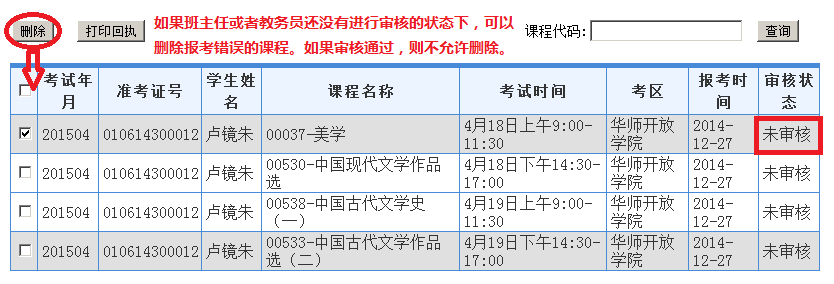 删除
打印回执
如果班主任或者教务员还没有进行审核的状态下，可以
删除报考错误的课程。如果审核通过，则不允许删除。
课程代码:
查询
考试年月 准考证号 学生姓名 课程名称 考试时间 考区 报考时间 审核状态
201504 010614300012 卢镜朱 00037-美学 4月18日上午9:00-11:30 华师开放学院 2014-12-27 未审核
201504 010614300012 卢镜朱 00530-中国现代文学作品选 4月18日下午14:30-17:00 华师开放学院 2014-12-27 未审核
201504 010614300012 卢镜朱 00538-中国古代文学史（一） 4月19日上午9:00-11:30 华师开放学院 2014-12-27 未审核
201504 010614300012 卢镜朱 00533-中国古代文学作品选（二） 4月19日下午14:30-17:00 华师开放学院 2014-12-27 未审核